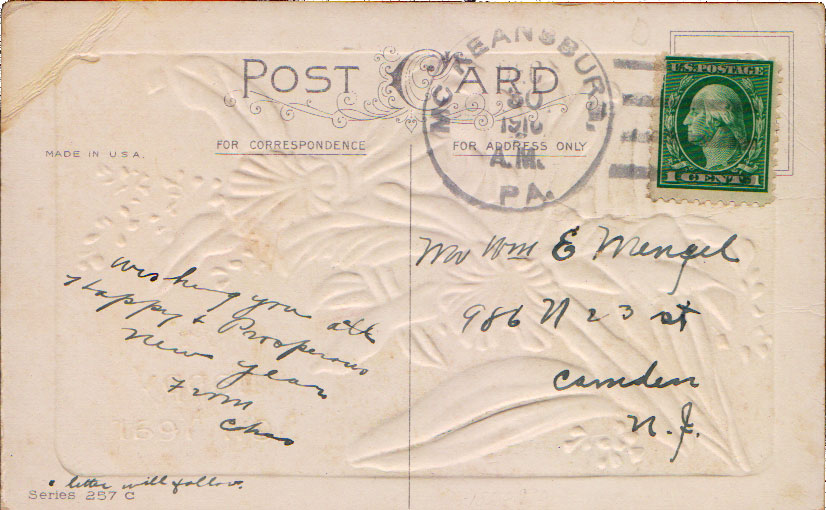 POST CARD
FOR CORRESPONDENCE
FOR ADDRESS ONLY
MADE IN U.S.A.
MCKEANSBURG,
30
1916
A.M.
PA.
U.S. POSTAGE
1 CENT 1
Wishing you all
Happy & Prosperous
New Year
From
Chas
a letter will follow.
Series 257 C
Mr Wm E Mengel
986 N 23 st
Camden
N.J.